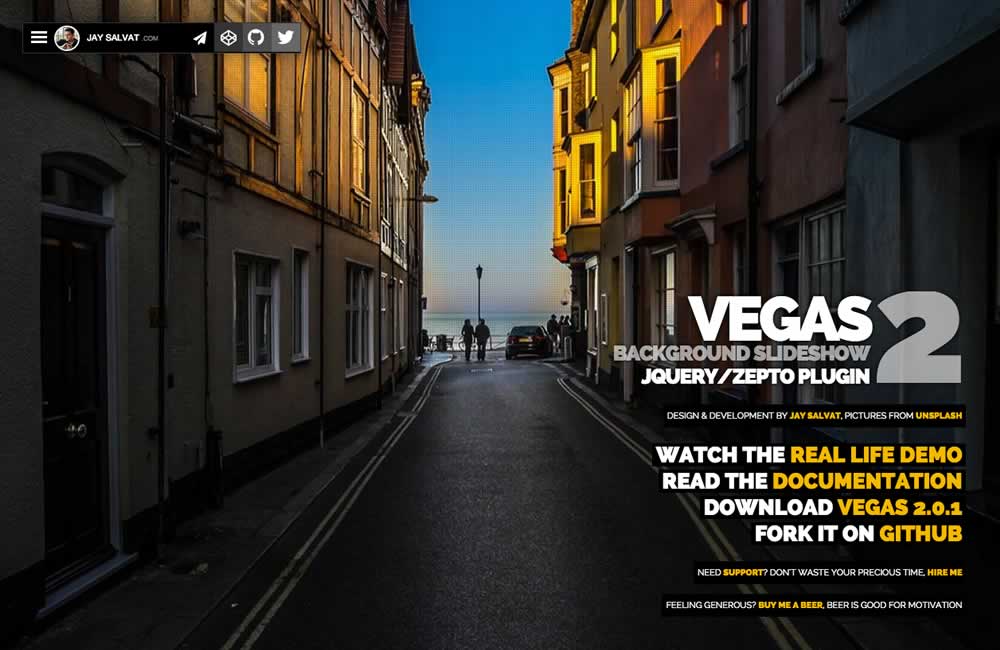 JAY SALVAT .COM
VEGAS 2
BACKGROUND SLIDESHOW
JQUERY/ZEPTO PLUGIN
DESIGN & DEVELOPMENT BY JAY SALVAT, PICTURES FROM UNSPLASH
WATCH THE REAL LIFE DEMO
READ THE DOCUMENTATION
DOWNLOAD VEGAS 2.0.1
FORK IT ON GITHUB
NEED SUPPORT? DON'T WASTE YOUR PRECIOUS TIME, HIRE ME
FEELING GENEROUS? BUY ME A BEER, BEER IS GOOD FOR MOTIVATION